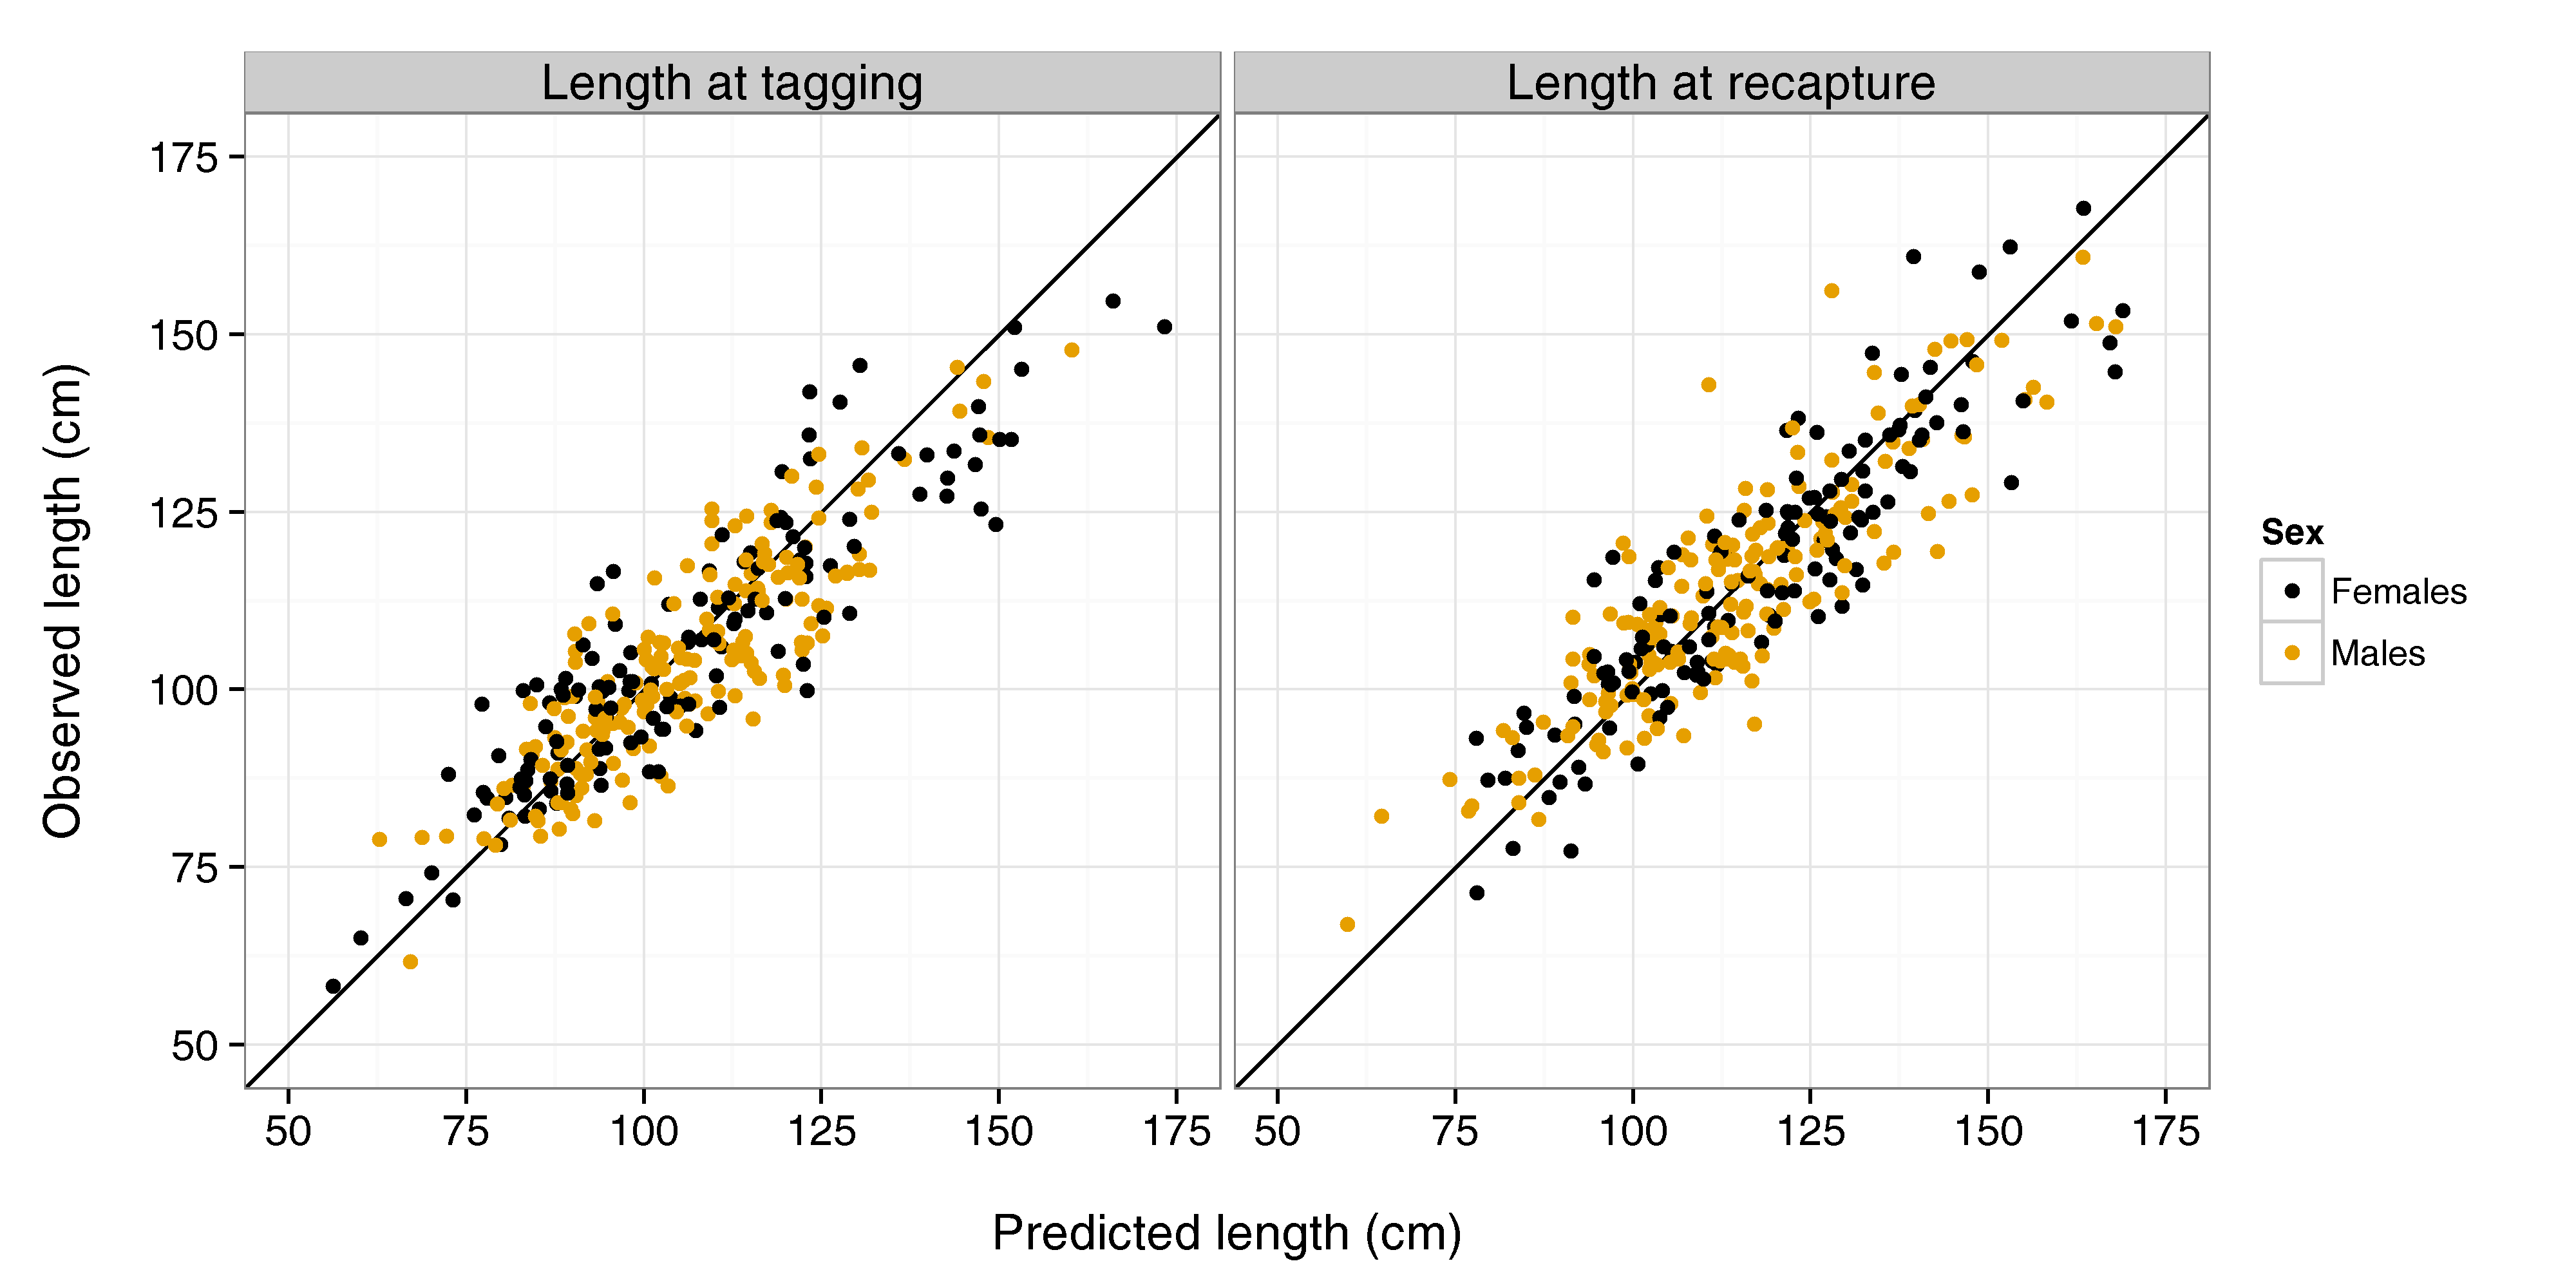 Length at tagging
Length at recapture
Observed length (cm)
175
150
125
100
75
50
50 75 100 125 150 175
50 75 100 125 150 175
Predicted length (cm)
Sex
Females
Males